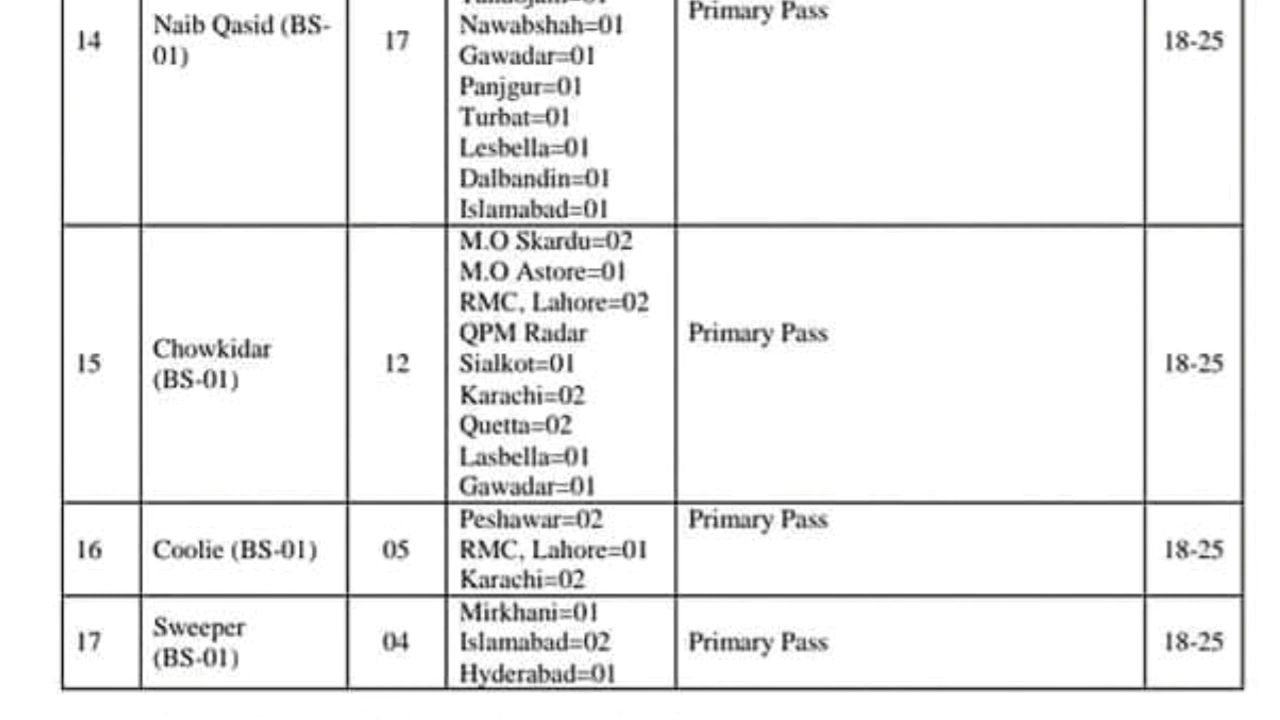 14
Naib Qasid (BS-
01)
17
Nawabshah=01
Gawadar=01
Panjgur=01
Turbat=01
Lesbella=01
Dalbandin=01
Islamabad=01
Primary Pass
18-25
15
Chowkidar
(BS-01)
12
M.O Skardu=02
M.O Astore=01
RMC, Lahore=02
QPM Radar
Sialkot=01
Karachi=02
Quetta=02
Lasbella=01
Gawadar=01
Primary Pass
18-25
16
Coolie (BS-01)
05
Peshawar=02
RMC, Lahore=01
Karachi=02
Primary Pass
18-25
17
Sweeper
(BS-01)
04
Mirkhani=01
Islamabad=02
Hyderabad=01
Primary Pass
18-25